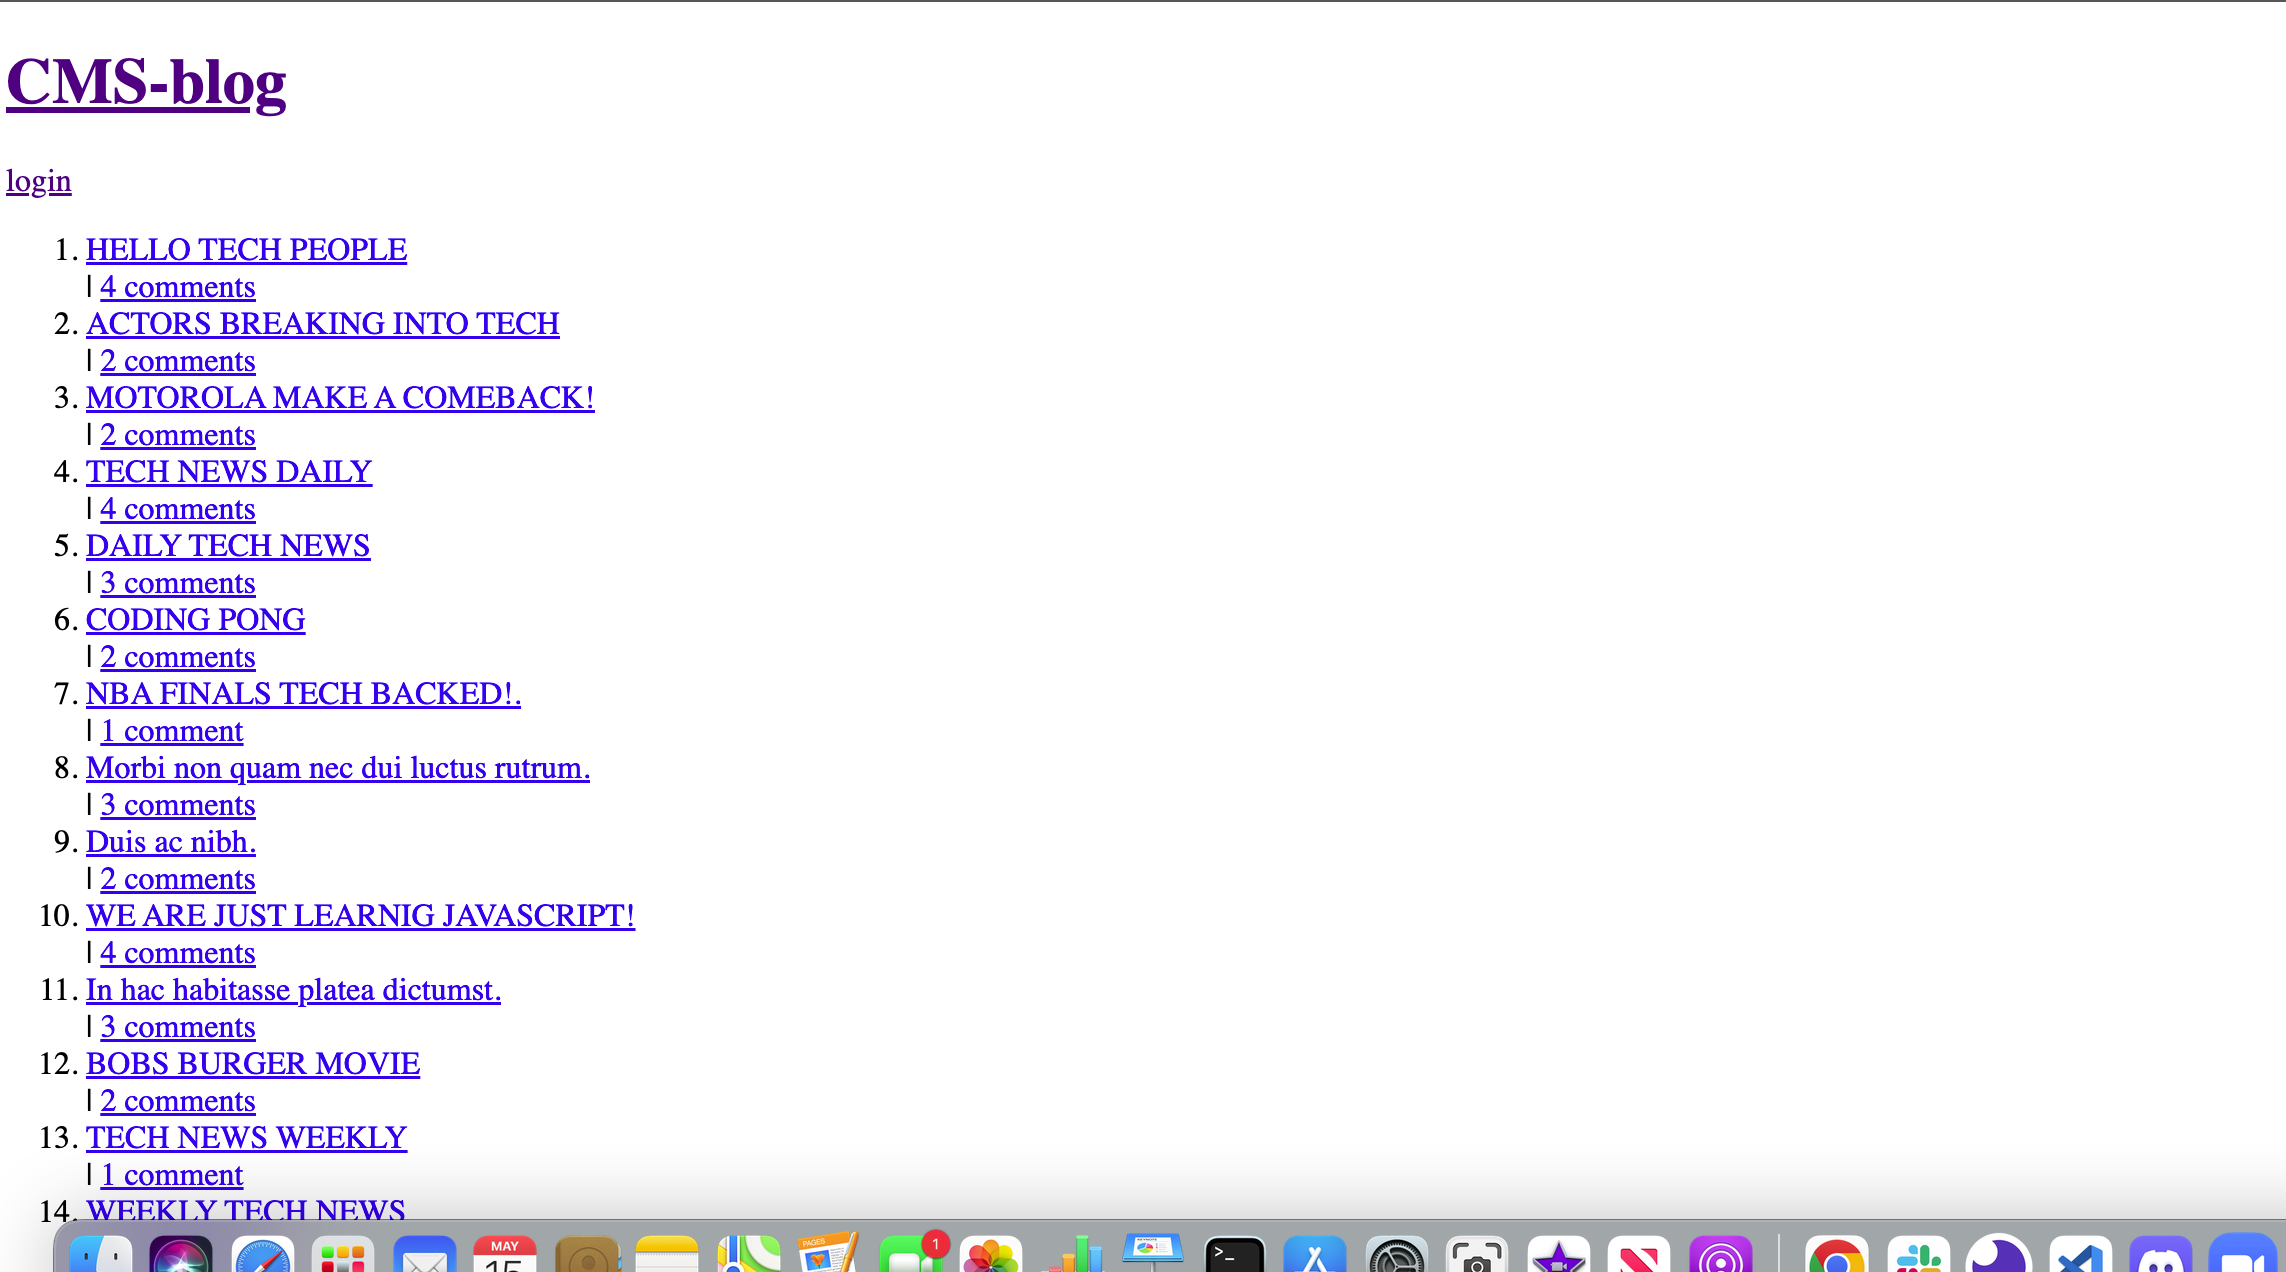 CMS-blog
login
1. HELLO TECH PEOPLE
| 4 comments
2. ACTORS BREAKING INTO TECH
| 2 comments
3. MOTOROLA MAKE A COMEBACK!
| 2 comments
4. TECH NEWS DAILY
| 4 comments
5. DAILY TECH NEWS
| 3 comments
6. CODING PONG
| 2 comments
7. NBA FINALS TECH BACKED!.
| 1 comment
8. Morbi non quam nec dui luctus rutrum.
| 3 comments
9. Duis ac nibh.
| 2 comments
10. WE ARE JUST LEARNIG JAVASCRIPT!
| 4 comments
11. In hac habitasse platea dictumst.
| 3 comments
12. BOBS BURGER MOVIE
| 2 comments
13. TECH NEWS WEEKLY
| 1 comment
14. WEEKLY TECH NEWS
MAY
15
PAGES
1
KEYNOTE
>_